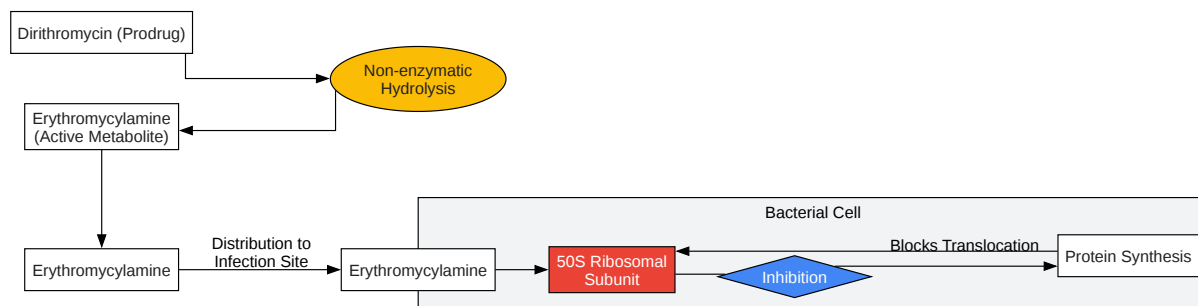 Dirithromycin (Prodrug)
Non-enzymatic
Hydrolysis
Erythromycylamine
(Active Metabolite)
Bacterial Cell
Erythromycylamine
Distribution to
Infection Site
Erythromycylamine
50S Ribosomal
Subunit
Inhibition
Blocks Translocation
Protein Synthesis